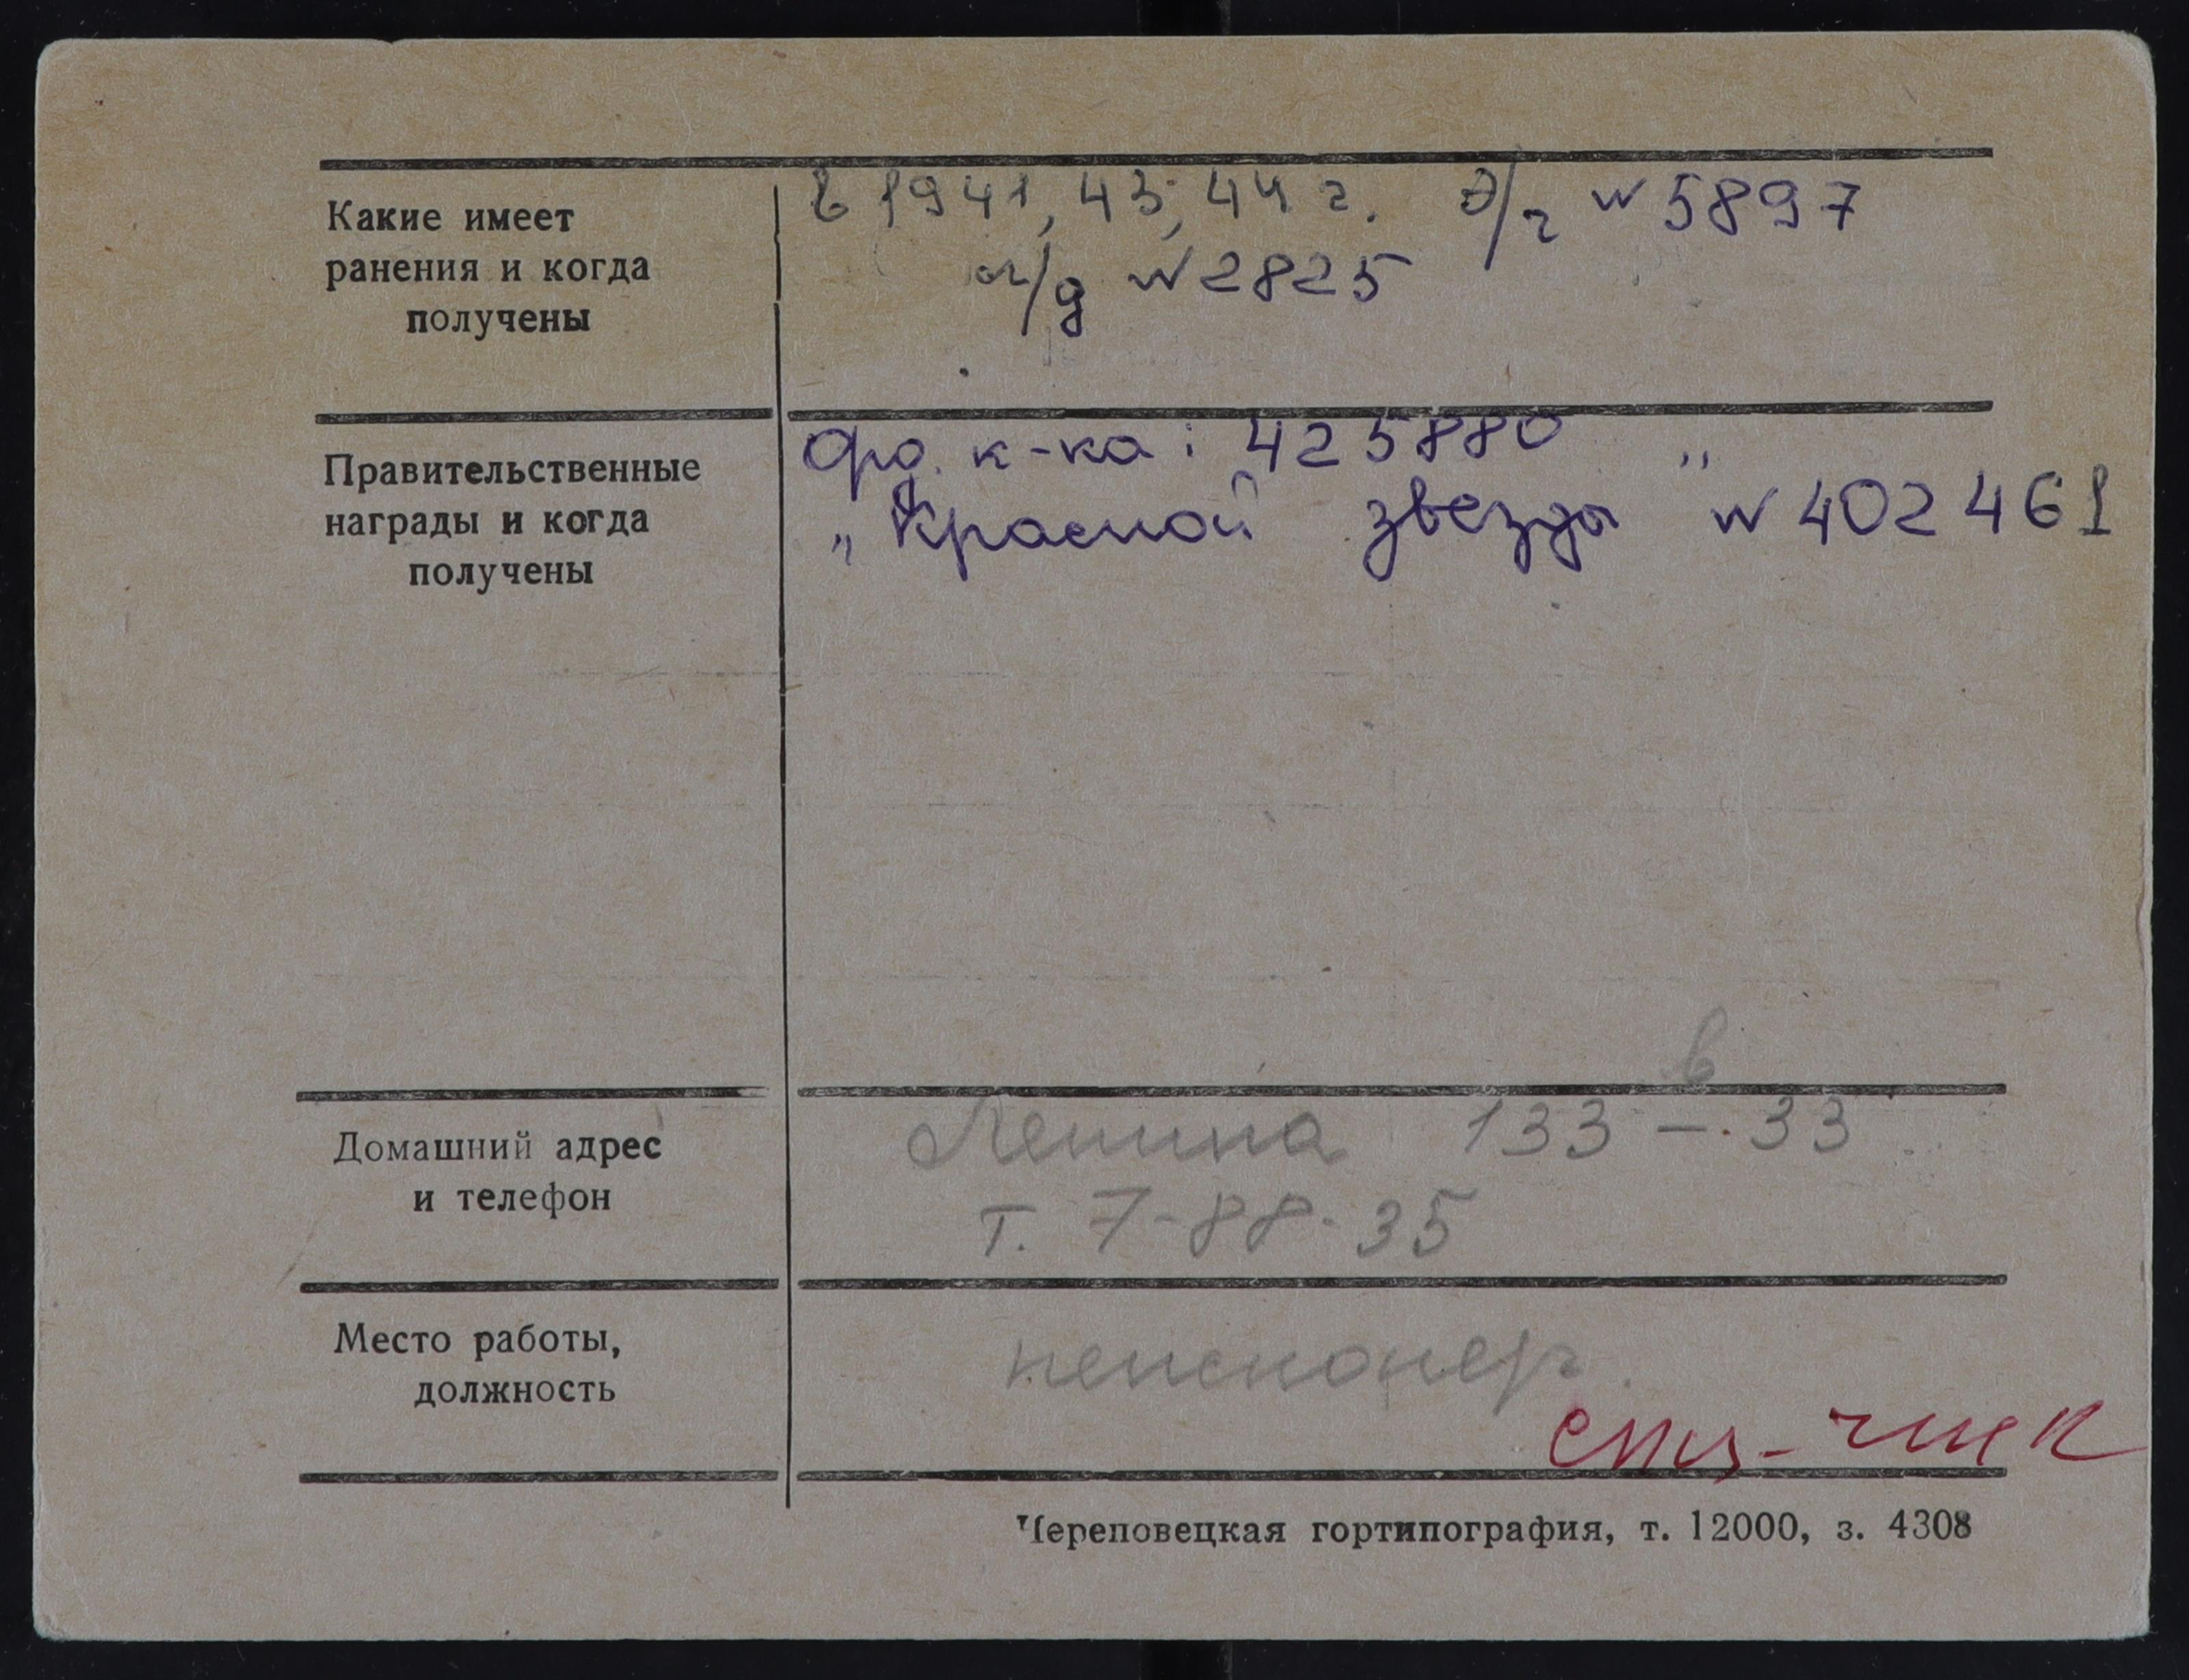 Какие имеет
ранения и когда
получены
в 1941, 43, 44 г. Э/г № 5897
м/д № 2825
Правительственные
награды и когда
получены
Орд. к-ка: 425880
„Красной звезды" № 402461
Домашний адрес
и телефон
Ленина 133 в – 33
т. 7-88-35
Место работы,
должность
пенсионер.
Череповецкая гортипография, т. 12000, з. 4308